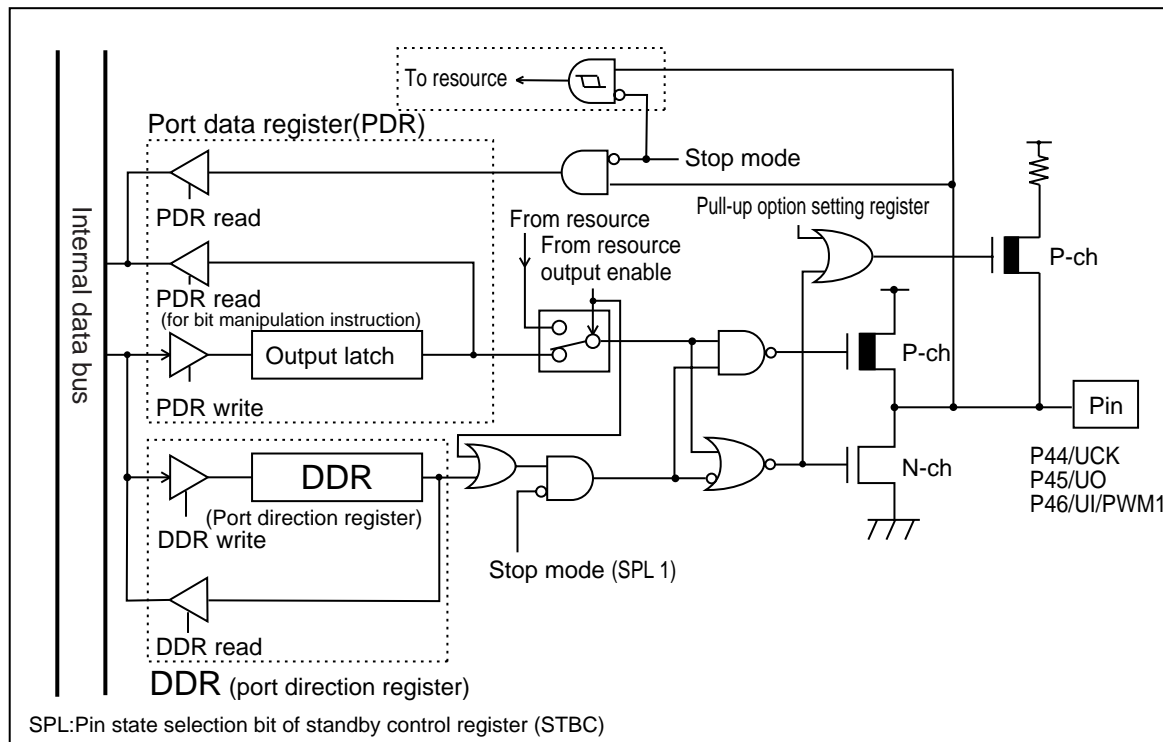 To resource
Port data register(PDR)
Stop mode
PDR read
From resource
From resource
output enable
Pull-up option setting register
P-ch
PDR read
(for bit manipulation instruction)
Output latch
P-ch
Pin
PDR write
Internal data bus
DDR
(Port direction register)
DDR write
N-ch
P44/UCK
P45/UO
P46/UI/PWM1
Stop mode (SPL 1)
DDR read
DDR (port direction register)
SPL:Pin state selection bit of standby control register (STBC)